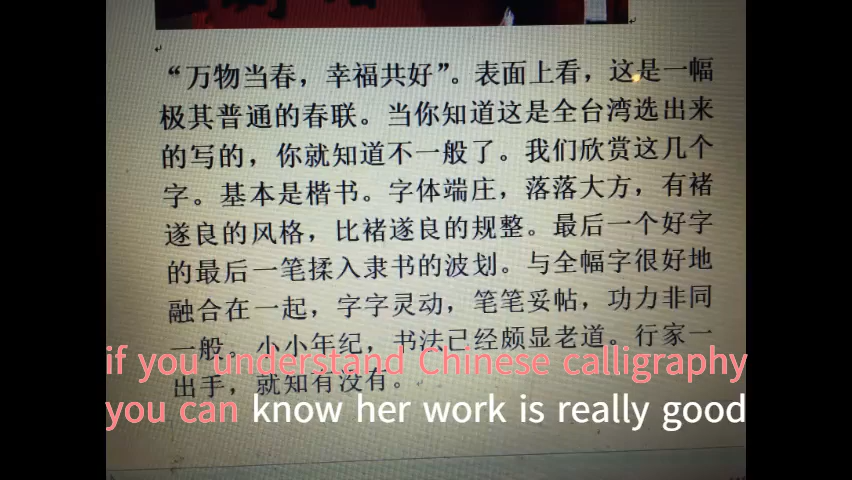 “万物当春，幸福共好”。表面上看，这是一幅
极其普通的春联。当你知道这是全台湾选出来
的写的，你就知道不一般了。我们欣赏这几个
字。基本是楷书。字体端庄，落落大方，有褚
遂良的风格，比褚遂良的规整。最后一个好字
的最后一笔揉入隶书的波划。与全幅字很好地
融合在一起，字字灵动，笔笔妥帖，功力非同
一般。小小年纪，书法已经颇显老道。行家一
出手，就知有没有。
if you understand Chinese calligraphy
you can know her work is really good